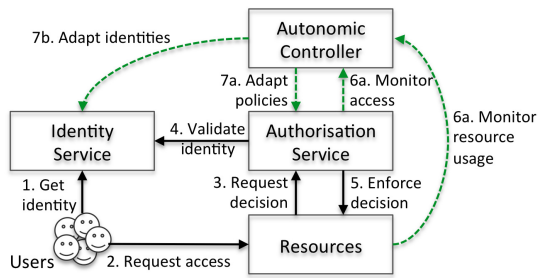 7b. Adapt identities
Autonomic
Controller
7a. Adapt
policies
6a. Monitor
access
6a. Monitor
resource
usage
Identity
Service
4. Validate
identity
Authorisation
Service
1. Get
identity
3. Request
decision
5. Enforce
decision
Users
2. Request access
Resources